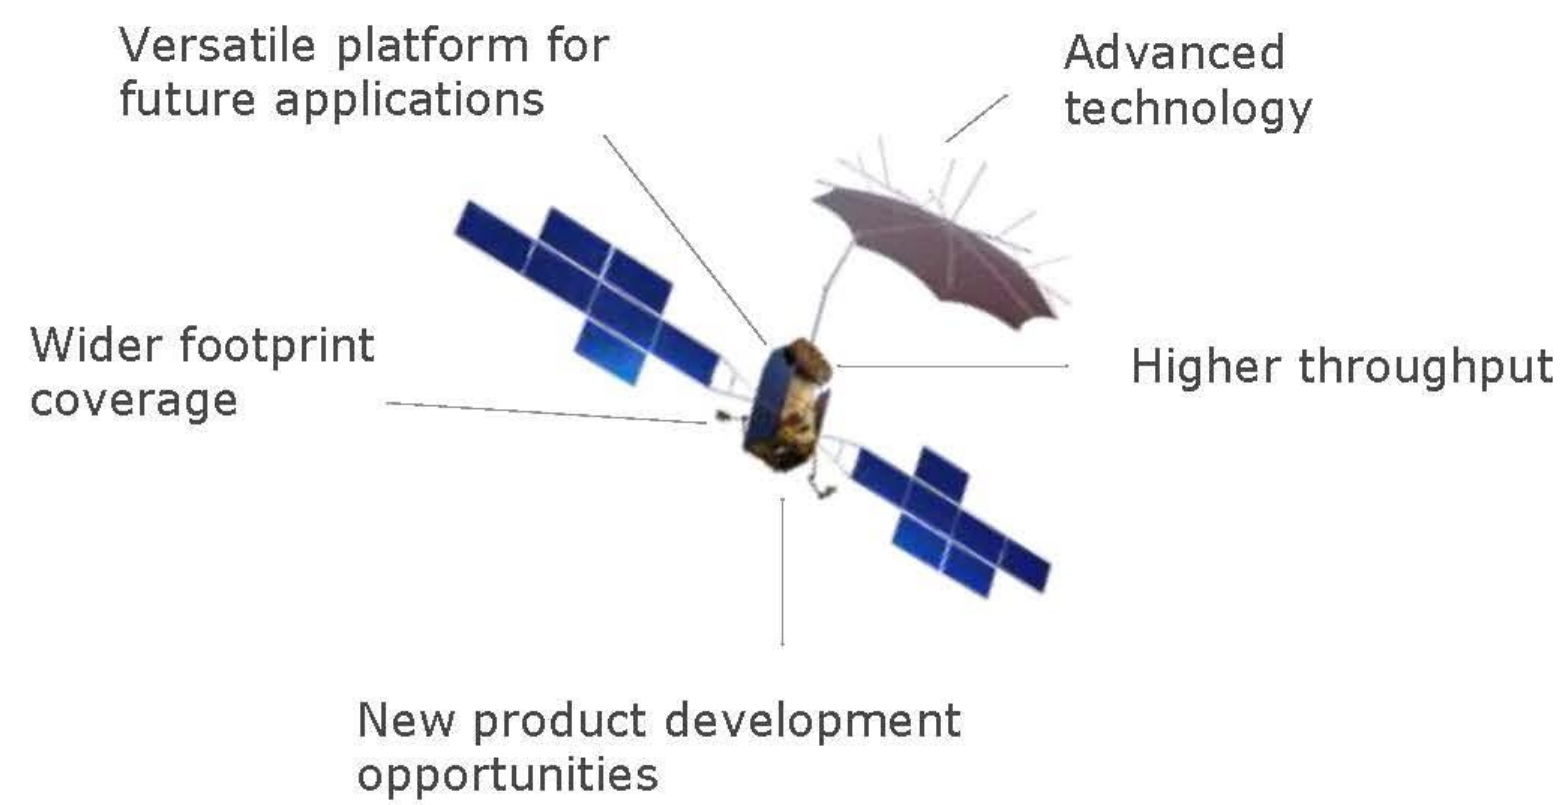 Versatile platform for
future applications
Advanced
technology
Wider footprint
coverage
Higher throughput
New product development
opportunities